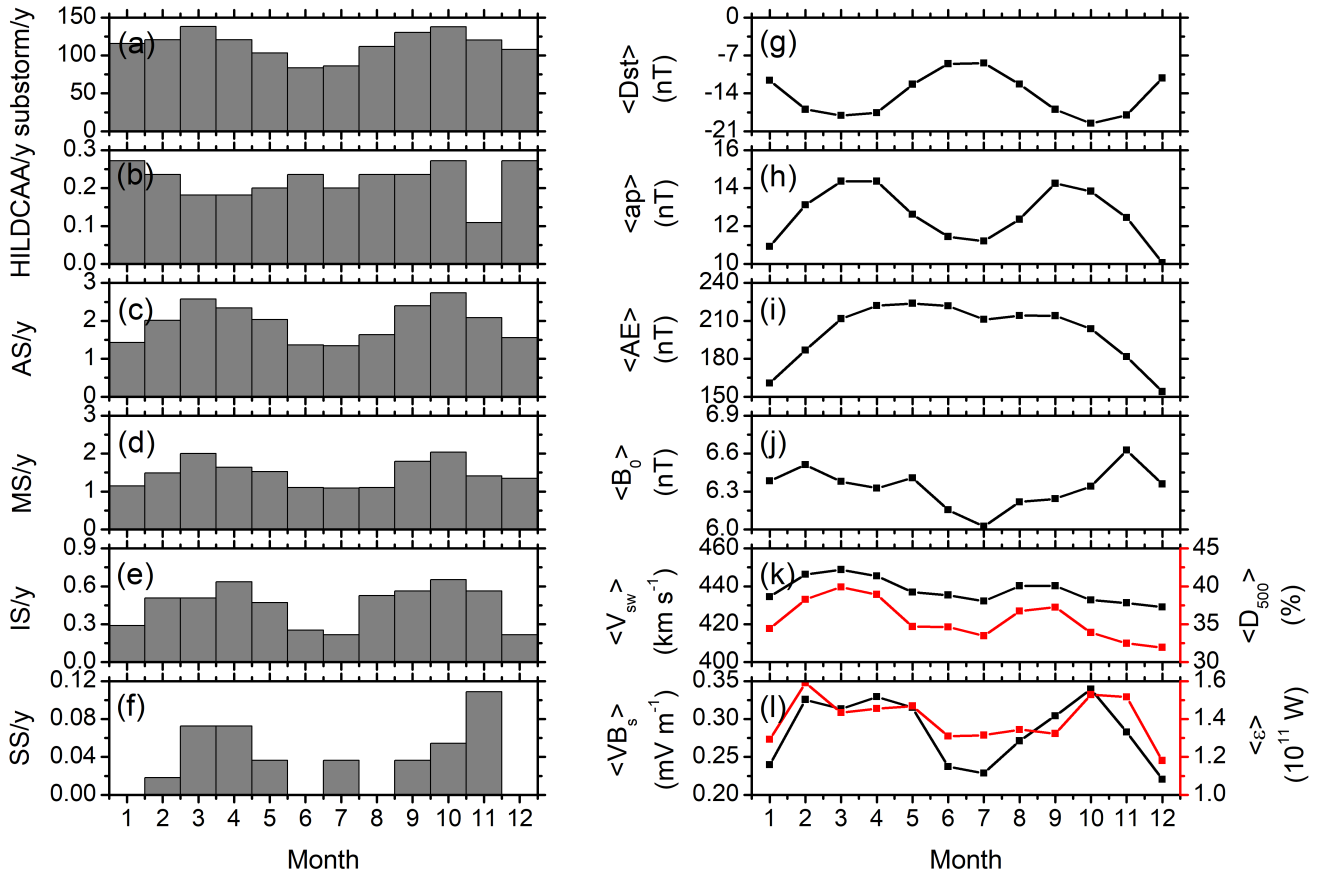 (a)
150
100
50
0
substorm/y
(b)
0.3
0.2
0.1
0.0
HILDCAA/y
(c)
3
2
1
0
AS/y
(d)
3
2
1
0
MS/y
(e)
0.9
0.6
0.3
0.0
IS/y
(f)
0.12
0.08
0.04
0.00
SS/y
1 2 3 4 5 6 7 8 9 10 11 12
Month
(g)
0
-7
-14
-21
<Dst>
(nT)
(h)
16
14
12
10
<ap>
(nT)
(i)
240
210
180
150
<AE>
(nT)
(j)
6.9
6.6
6.3
6.0
<B0>
(nT)
(k)
460
440
420
400
<Vsw>
(km s-1)
45
40
35
30
<D500>
(%)
(l)
0.35
0.30
0.25
0.20
<VBs>
(mV m-1)
1.6
1.4
1.2
1.0
<ε>
(10^11 W)
1 2 3 4 5 6 7 8 9 10 11 12
Month